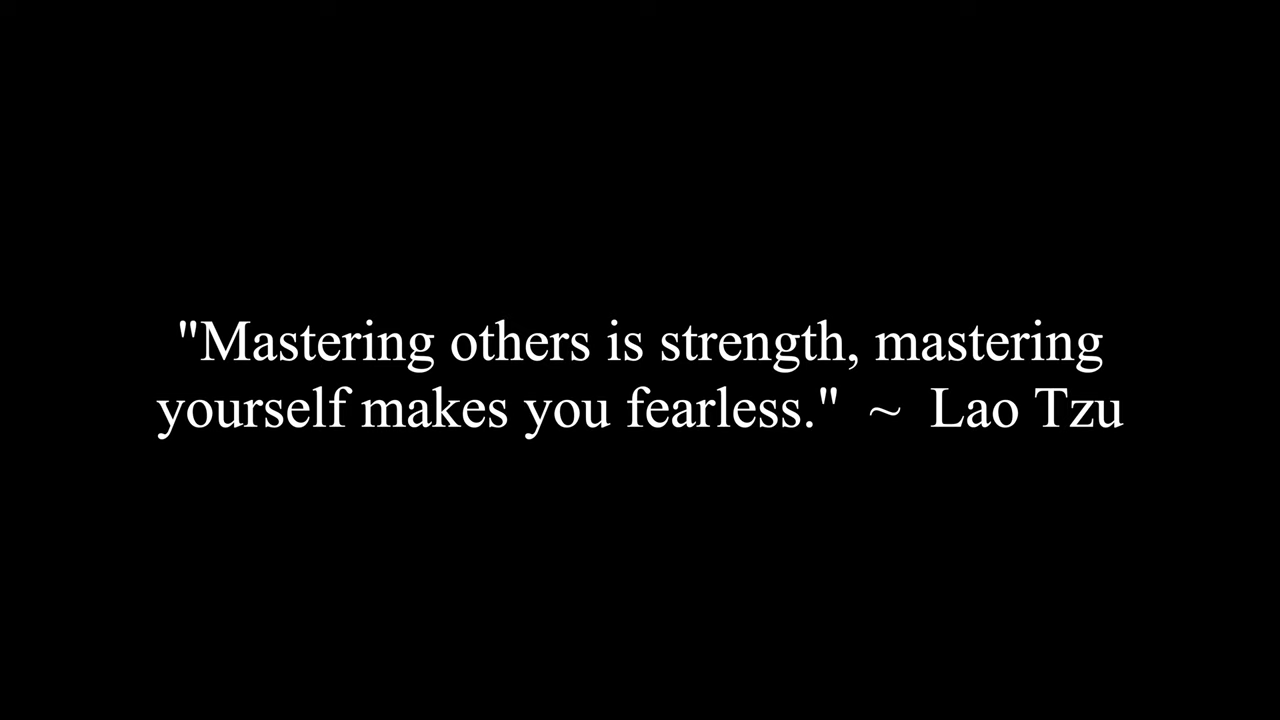 "Mastering others is strength, mastering
yourself makes you fearless."  ~  Lao Tzu